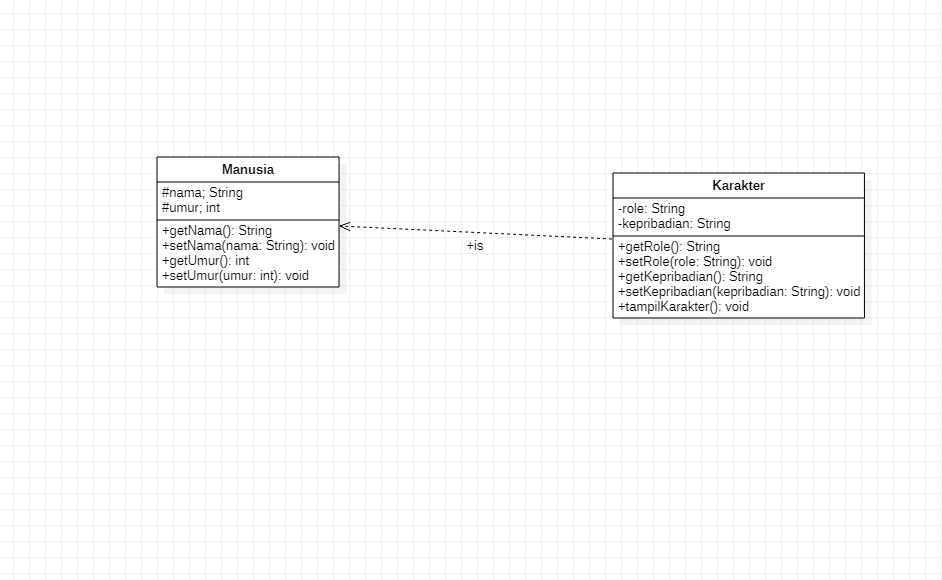 Manusia
#nama; String
#umur; int
+getNama(): String
+setNama(nama: String): void
+getUmur(): int
+setUmur(umur: int): void
+is
Karakter
-role: String
-kepribadian: String
+getRole(): String
+setRole(role: String): void
+getKepribadian(): String
+setKepribadian(kepribadian: String): void
+tampilKarakter(): void